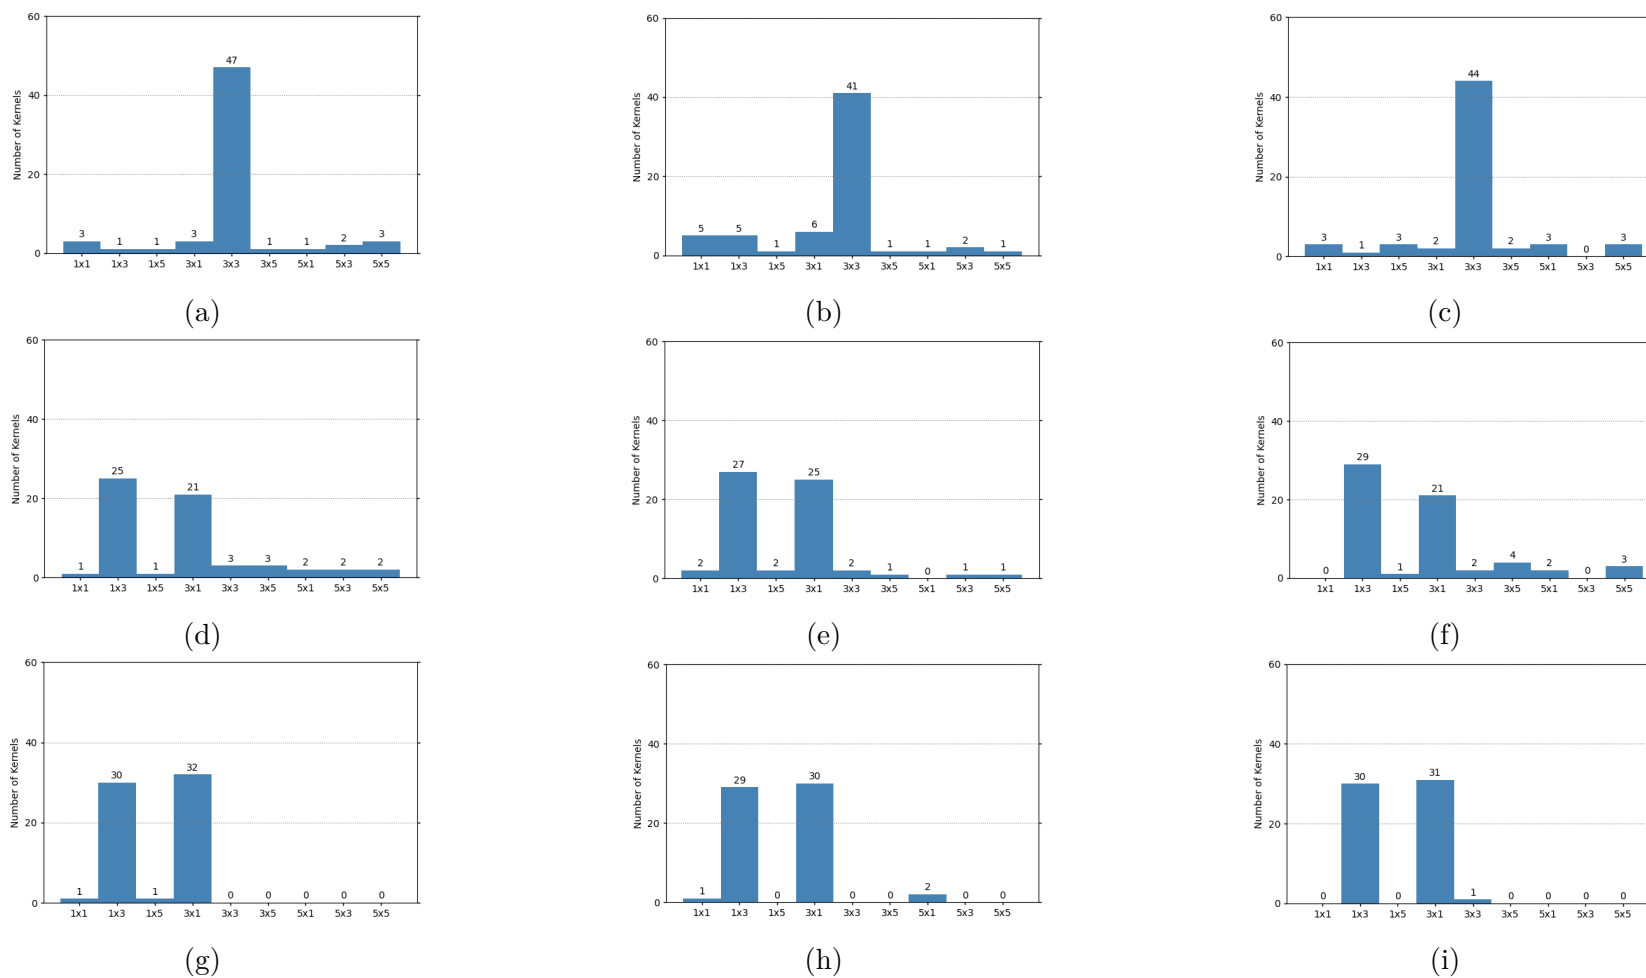 60
40
20
0
Number of Kernels
3 1 1 3 47 1 1 2 3
1x1 1x3 1x5 3x1 3x3 3x5 5x1 5x3 5x5
(a)
60
40
20
0
Number of Kernels
5 5 1 6 41 1 1 2 1
1x1 1x3 1x5 3x1 3x3 3x5 5x1 5x3 5x5
(b)
60
40
20
0
Number of Kernels
3 1 3 2 44 2 3 0 3
1x1 1x3 1x5 3x1 3x3 3x5 5x1 5x3 5x5
(c)
60
40
20
0
Number of Kernels
1 25 1 21 3 3 2 2 2
1x1 1x3 1x5 3x1 3x3 3x5 5x1 5x3 5x5
(d)
60
40
20
0
Number of Kernels
2 27 2 25 2 1 0 1 1
1x1 1x3 1x5 3x1 3x3 3x5 5x1 5x3 5x5
(e)
60
40
20
0
Number of Kernels
0 29 1 21 2 4 2 0 3
1x1 1x3 1x5 3x1 3x3 3x5 5x1 5x3 5x5
(f)
60
40
20
0
Number of Kernels
1 30 1 32 0 0 0 0 0
1x1 1x3 1x5 3x1 3x3 3x5 5x1 5x3 5x5
(g)
60
40
20
0
Number of Kernels
1 29 0 30 0 0 2 0 0
1x1 1x3 1x5 3x1 3x3 3x5 5x1 5x3 5x5
(h)
60
40
20
0
Number of Kernels
0 30 0 31 1 0 0 0 0
1x1 1x3 1x5 3x1 3x3 3x5 5x1 5x3 5x5
(i)